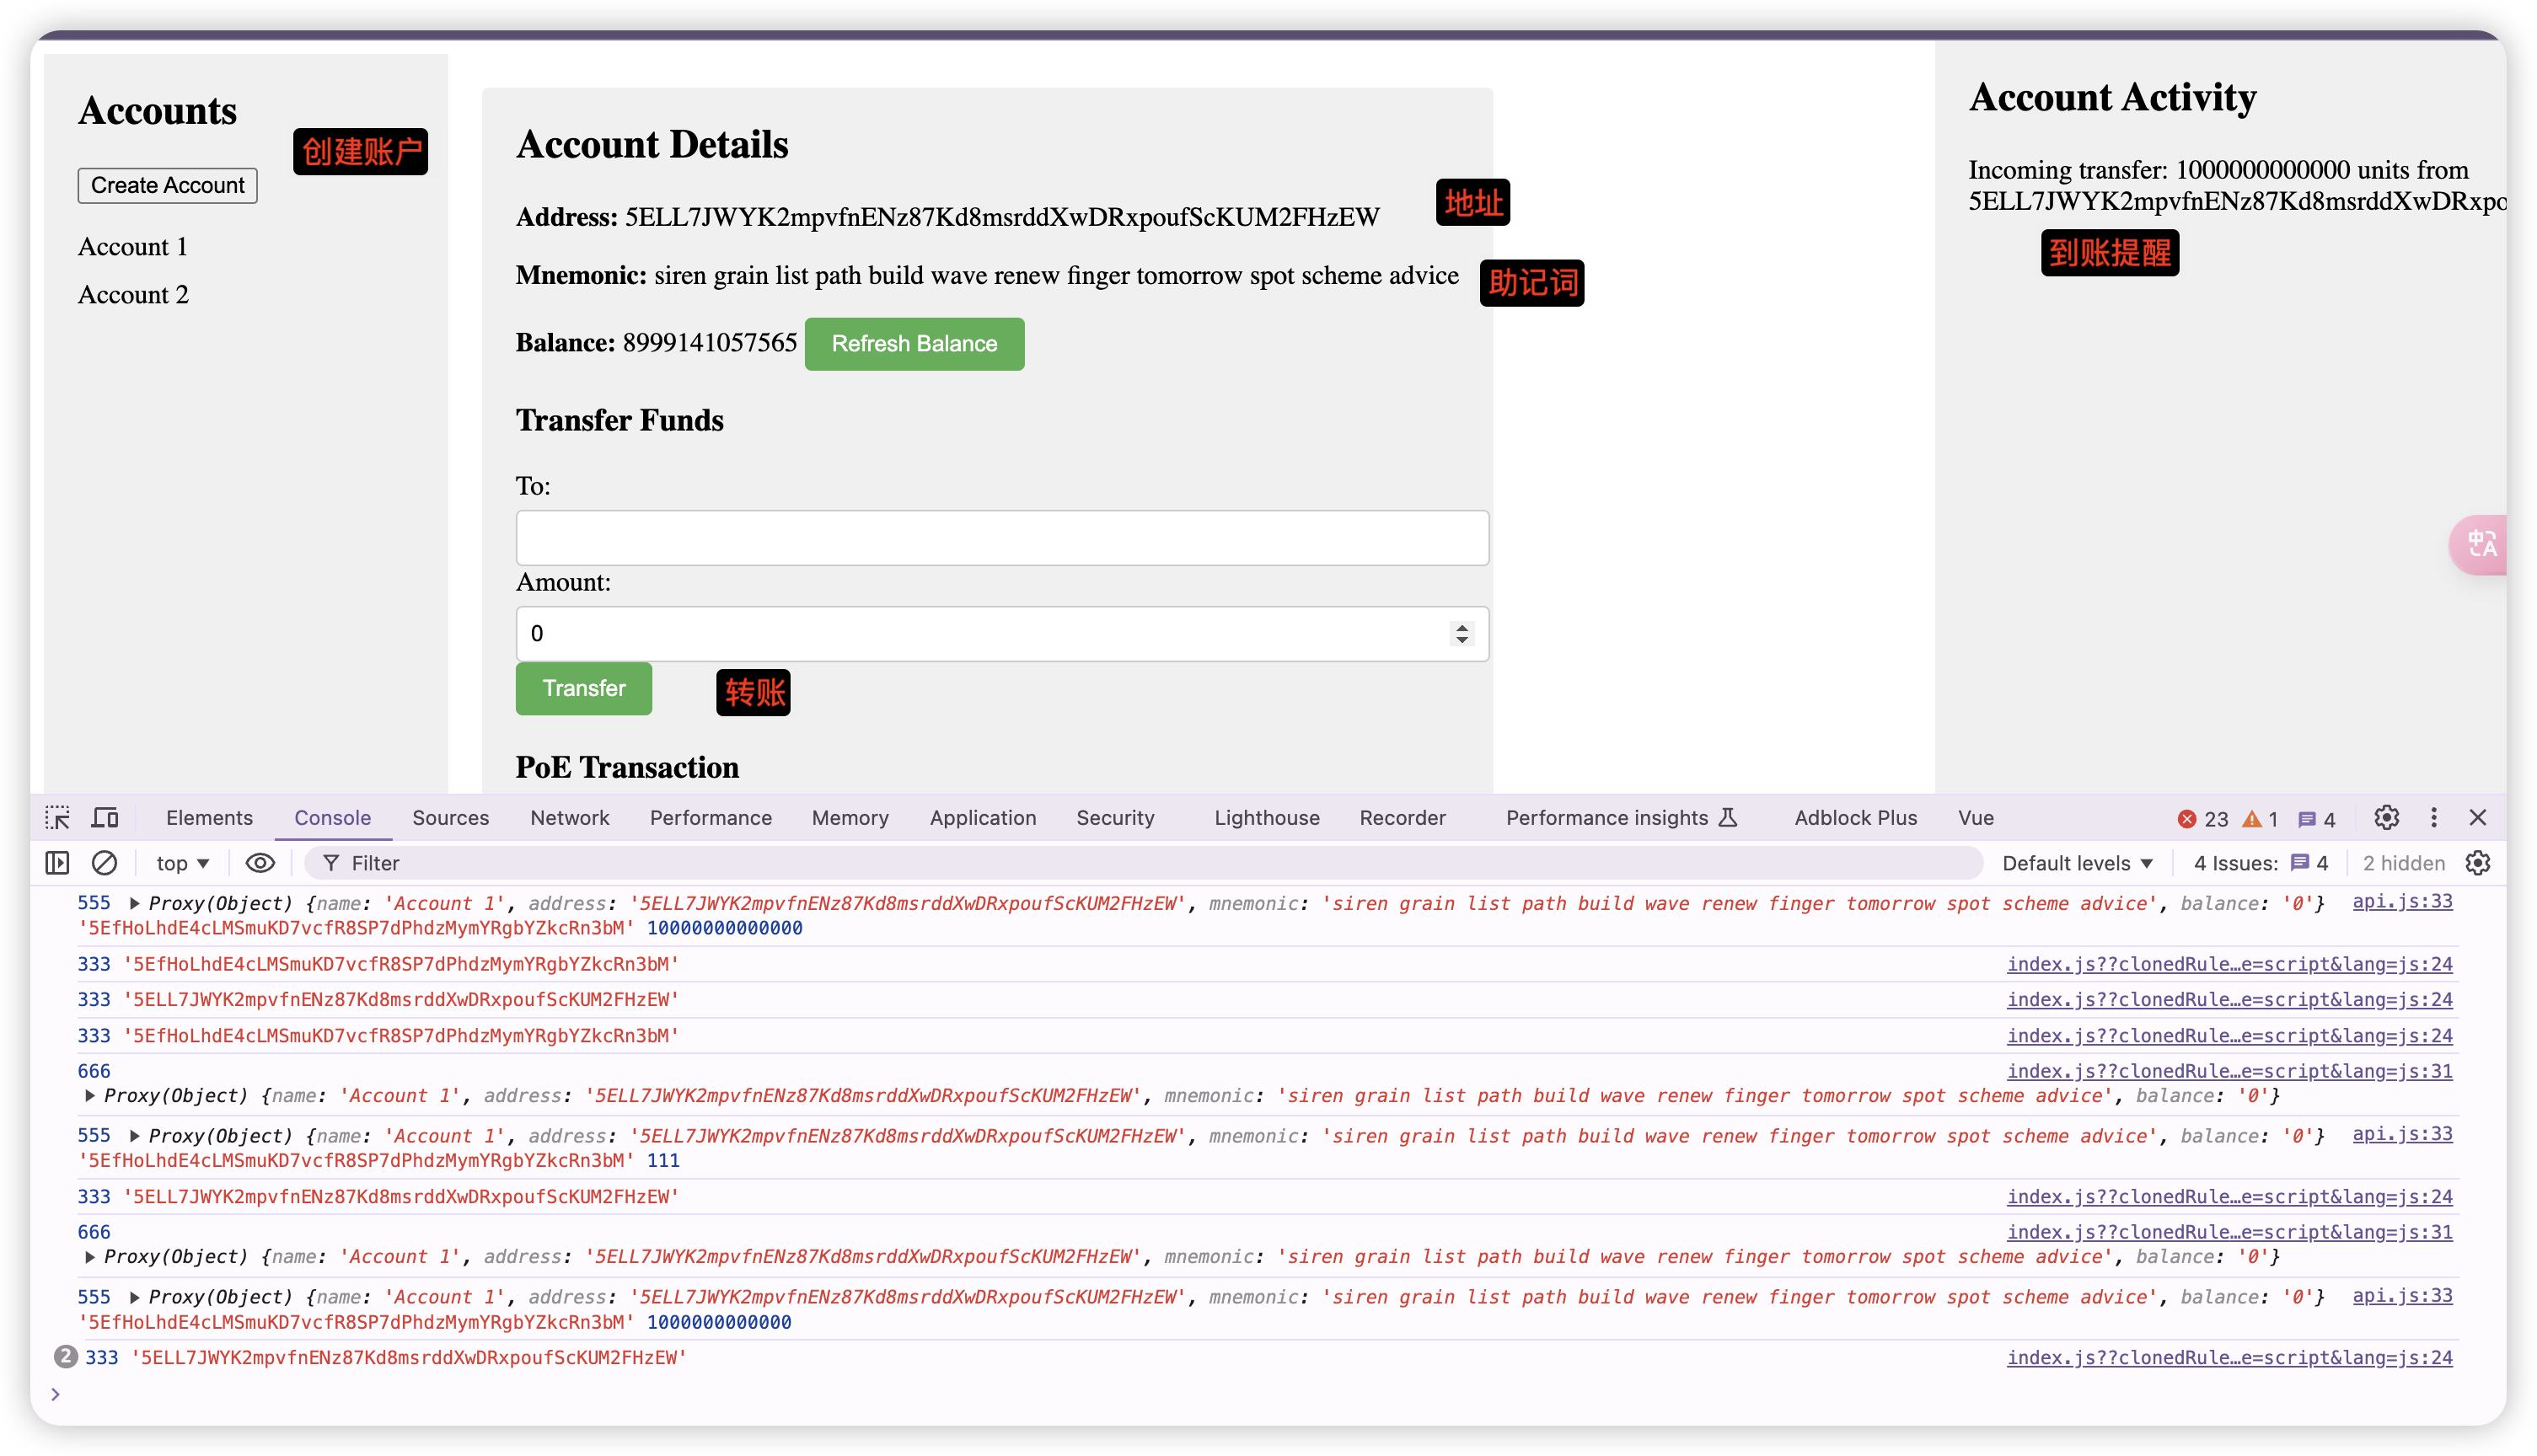 Accounts
创建账户
Create Account
Account 1
Account 2
Account Details
Address: 5ELL7JWYK2mpvfnENz87Kd8msrddXwDRxpoufScKUM2FHzEW
地址
Mnemonic: siren grain list path build wave renew finger tomorrow spot scheme advice
助记词
Balance: 8999141057565 Refresh Balance
Transfer Funds
To:
Amount:
0
Transfer
转账
PoE Transaction
Account Activity
Incoming transfer: 1000000000000 units from
5ELL7JWYK2mpvfnENz87Kd8msrddXwDRxpo
到账提醒
中A
Elements Console Sources Network Performance Memory Application Security Lighthouse Recorder Performance insights Adblock Plus Vue 23 1 4
top Filter Default levels 4 Issues: 4 2 hidden
555 Proxy(Object) {name: 'Account 1', address: '5ELL7JWYK2mpvfnENz87Kd8msrddXwDRxpoufScKUM2FHzEW', mnemonic: 'siren grain list path build wave renew finger tomorrow spot scheme advice', balance: '0'} api.js:33
'5EfHoLhdE4cLMSmuKD7vcfR8SP7dPhdzMymYRgbYZkcRn3bM' 10000000000000
333 '5EfHoLhdE4cLMSmuKD7vcfR8SP7dPhdzMymYRgbYZkcRn3bM' index.js??clonedRule…e=script&lang=js:24
333 '5ELL7JWYK2mpvfnENz87Kd8msrddXwDRxpoufScKUM2FHzEW' index.js??clonedRule…e=script&lang=js:24
333 '5EfHoLhdE4cLMSmuKD7vcfR8SP7dPhdzMymYRgbYZkcRn3bM' index.js??clonedRule…e=script&lang=js:24
666 index.js??clonedRule…e=script&lang=js:31
Proxy(Object) {name: 'Account 1', address: '5ELL7JWYK2mpvfnENz87Kd8msrddXwDRxpoufScKUM2FHzEW', mnemonic: 'siren grain list path build wave renew finger tomorrow spot scheme advice', balance: '0'}
555 Proxy(Object) {name: 'Account 1', address: '5ELL7JWYK2mpvfnENz87Kd8msrddXwDRxpoufScKUM2FHzEW', mnemonic: 'siren grain list path build wave renew finger tomorrow spot scheme advice', balance: '0'} api.js:33
'5EfHoLhdE4cLMSmuKD7vcfR8SP7dPhdzMymYRgbYZkcRn3bM' 111
333 '5ELL7JWYK2mpvfnENz87Kd8msrddXwDRxpoufScKUM2FHzEW' index.js??clonedRule…e=script&lang=js:24
666 index.js??clonedRule…e=script&lang=js:31
Proxy(Object) {name: 'Account 1', address: '5ELL7JWYK2mpvfnENz87Kd8msrddXwDRxpoufScKUM2FHzEW', mnemonic: 'siren grain list path build wave renew finger tomorrow spot scheme advice', balance: '0'}
555 Proxy(Object) {name: 'Account 1', address: '5ELL7JWYK2mpvfnENz87Kd8msrddXwDRxpoufScKUM2FHzEW', mnemonic: 'siren grain list path build wave renew finger tomorrow spot scheme advice', balance: '0'} api.js:33
'5EfHoLhdE4cLMSmuKD7vcfR8SP7dPhdzMymYRgbYZkcRn3bM' 1000000000000
2 333 '5ELL7JWYK2mpvfnENz87Kd8msrddXwDRxpoufScKUM2FHzEW' index.js??clonedRule…e=script&lang=js:24